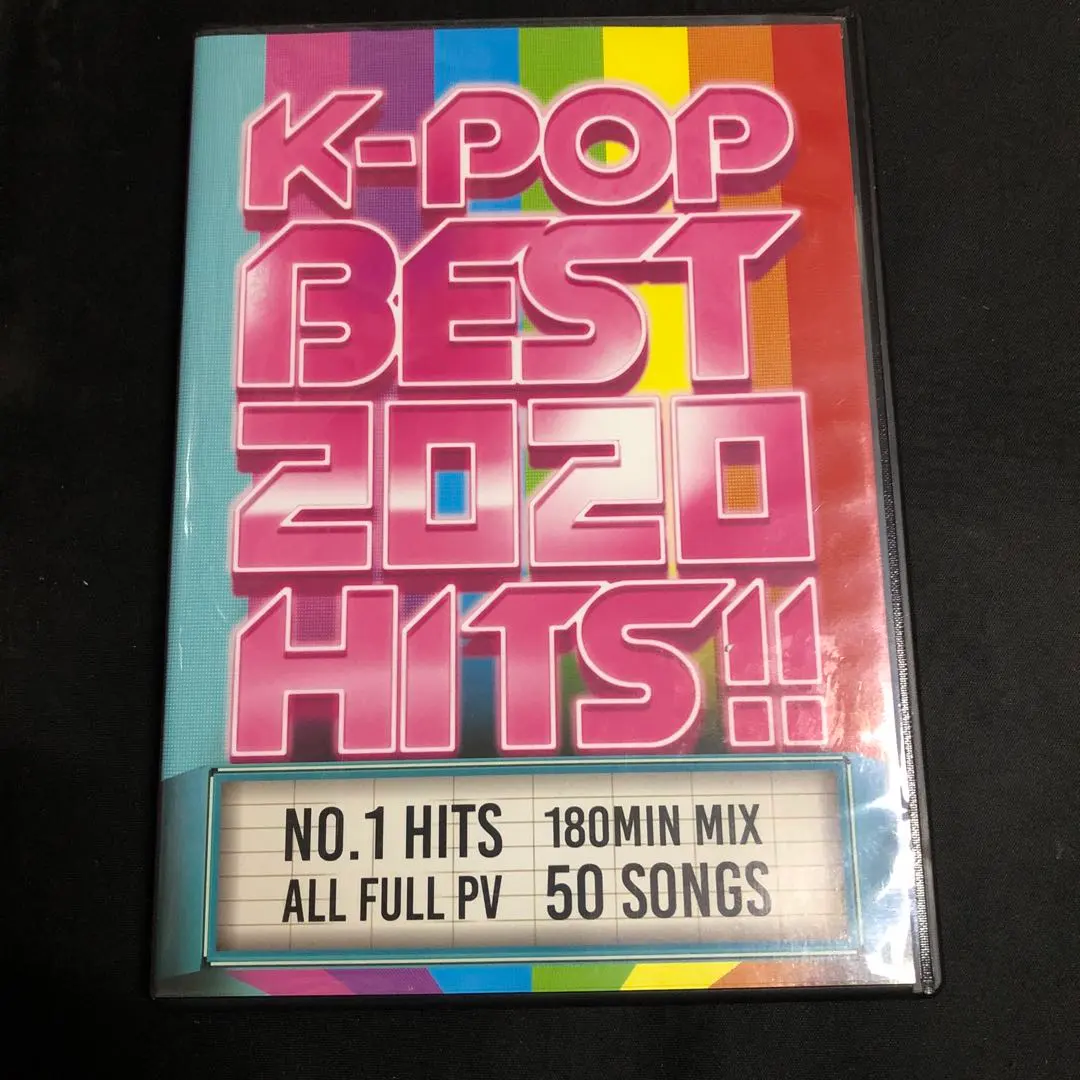 K-POP
BEST
2020
HITS!!
NO.1 HITS 180MIN MIX
ALL FULL PV 50 SONGS